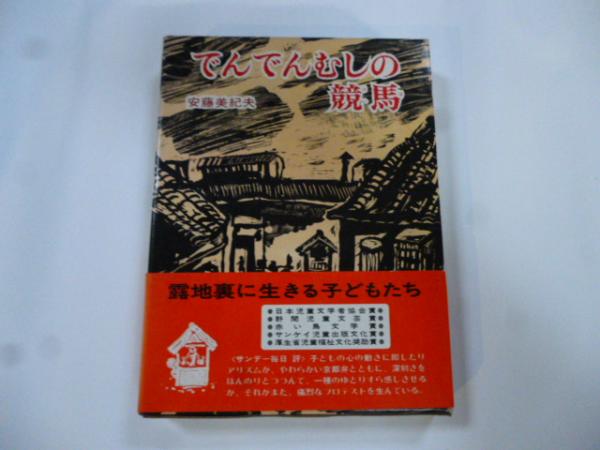 でんでんむしの
競馬
安藤美紀夫
露地裏に生きる子どもたち
●日本児童文学者協会賞●
●野間児童文芸賞●
●赤い鳥文学賞●
●サンケイ児童出版文化賞●
●厚生省児童福祉文化奨励賞●
〈サンデー毎日 評〉子どもの心の動きに即したリ
アリズムが、やわらかい京都弁とともに、深刻さを
ほんのりとつつんで、一種のゆとりすら感じさせる
が、それがまた、痛烈なプロテストを生んでいる。